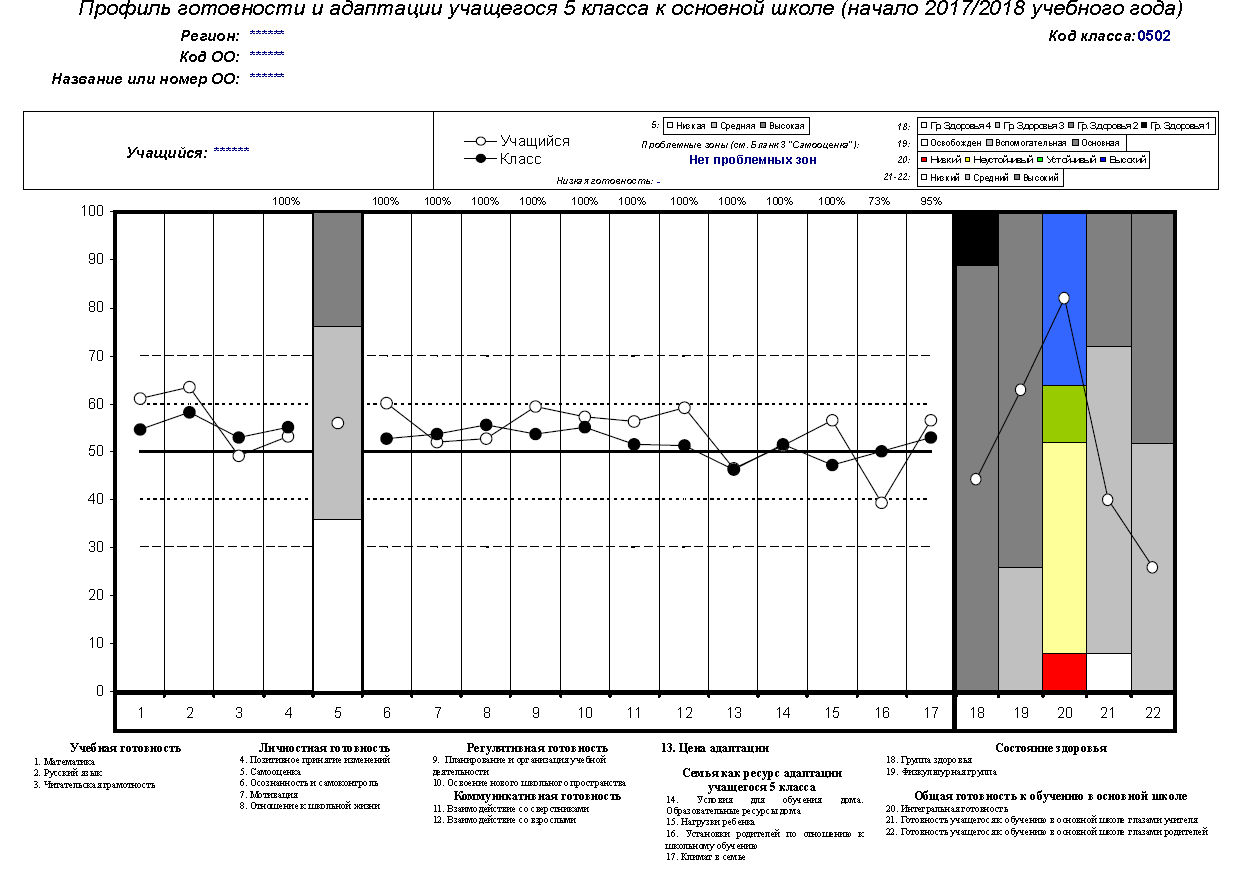 Профиль готовности и адаптации учащегося 5 класса к основной школе (начало 2017/2018 учебного года)
Регион: ******
Код класса: 0502
Код ОО: ******
Название или номер ОО: ******
Учащийся: ******
Учащийся
Класс
5: Низкая Средняя Высокая
Проблемные зоны (см. Бланк 3 "Самооценка"):
Нет проблемных зон
Низкая готовность: -
18: Гр.Здоровья 4 Гр.Здоровья 3 Гр.Здоровья 2 Гр.Здоровья 1
19: Освобожден Вспомогательная Основная
20: Низкий Неустойчивый Устойчивый Высокий
21-22: Низкий Средний Высокий
100% 100% 100% 100% 100% 100% 100% 100% 100% 100% 100% 73% 95%
100
90
80
70
60
50
40
30
20
10
0
1 2 3 4 5 6 7 8 9 10 11 12 13 14 15 16 17 18 19 20 21 22
Учебная готовность
1. Математика
2. Русский язык
3. Читательская грамотность
Личностная готовность
4. Позитивное принятие изменений
5. Самооценка
6. Осознанность и самоконтроль
7. Мотивация
8. Отношение к школьной жизни
Регулятивная готовность
9. Планирование и организация учебной
деятельности
10. Освоение нового школьного пространства
Коммуникативная готовность
11. Взаимодействие со сверстниками
12. Взаимодействие со взрослыми
13. Цена адаптации
Семья как ресурс адаптации
учащегося 5 класса
14. Условия для обучения дома.
Образовательные ресурсы дома
15. Нагрузки ребенка
16. Установки родителей по отношению к
школьному обучению
17. Климат в семье
Состояние здоровья
18. Группа здоровья
19. Физкультурная группа
Общая готовность к обучению в основной школе
20. Интегральная готовность
21. Готовность учащегося к обучению в основной школе глазами учителя
22. Готовность учащегося к обучению в основной школе глазами родителей